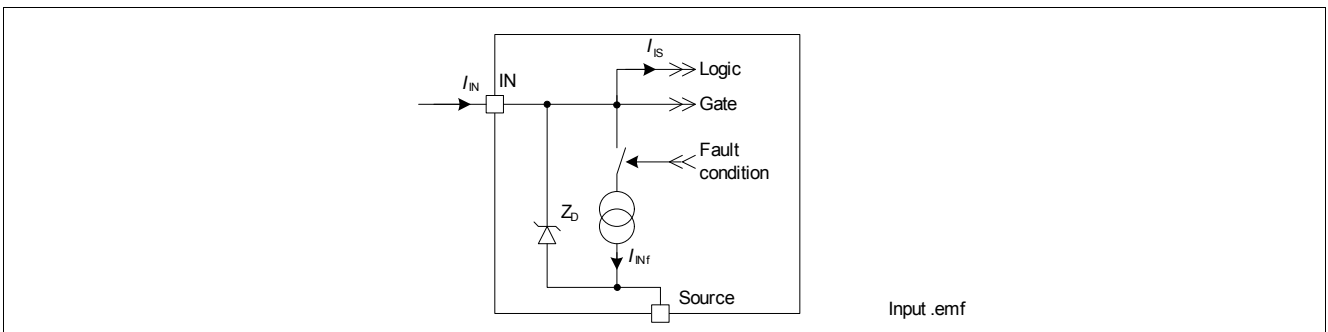 I_IS
Logic
I_IN IN
Gate
Fault
condition
Z_D
I_INf
Source
Input .emf